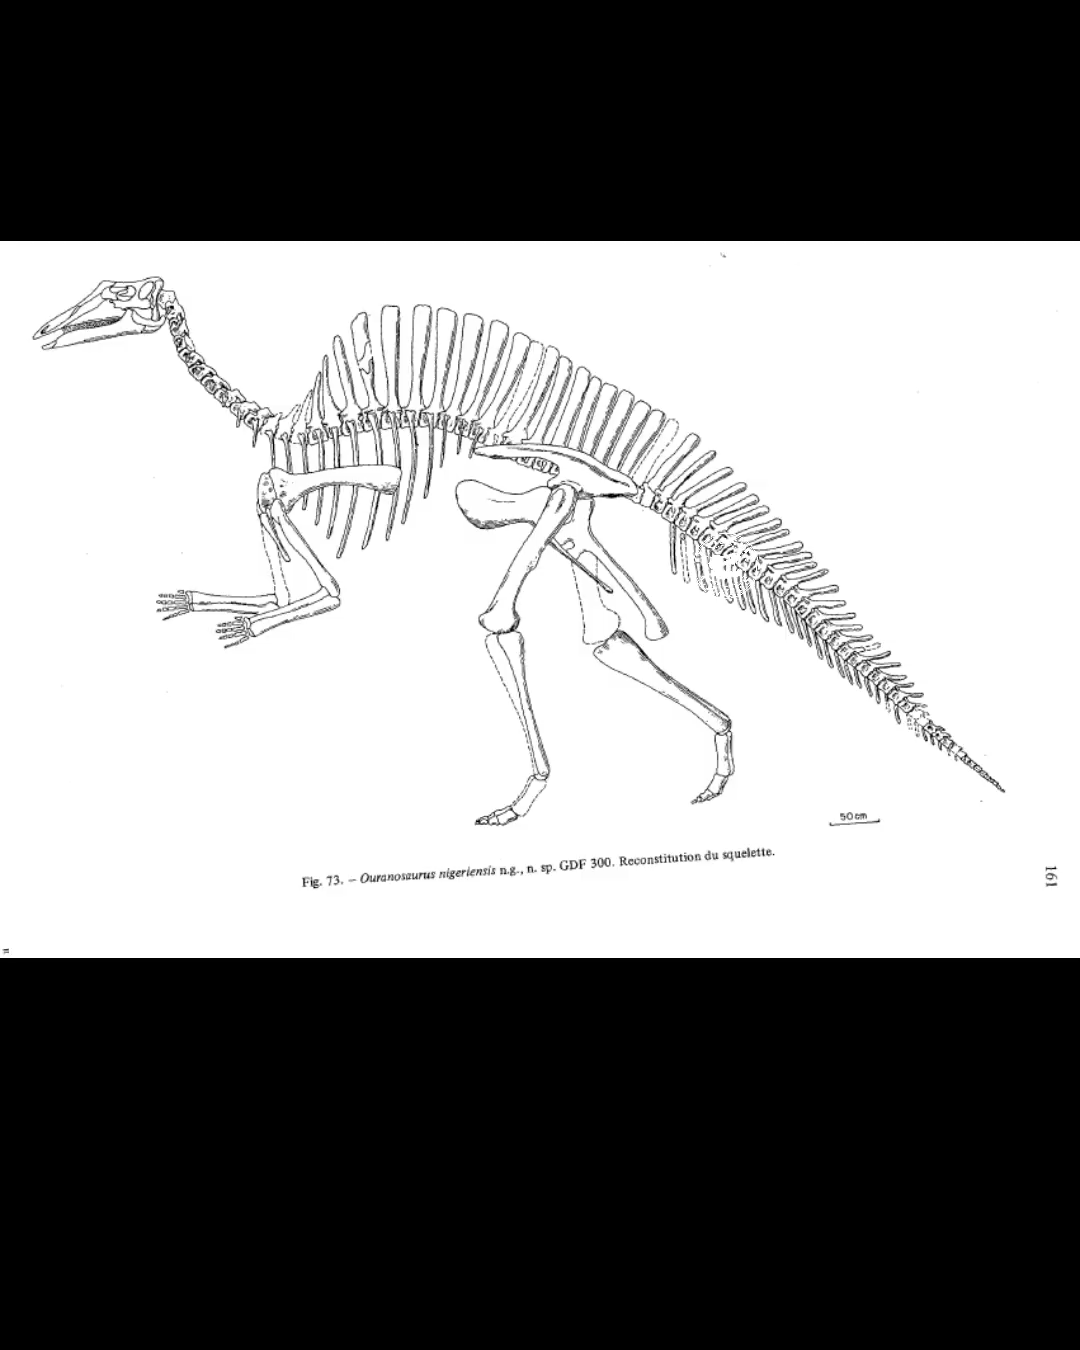 50 cm
Fig. 73. – Ouranosaurus nigeriensis n.g., n. sp. GDF 300. Reconstitution du squelette.
161